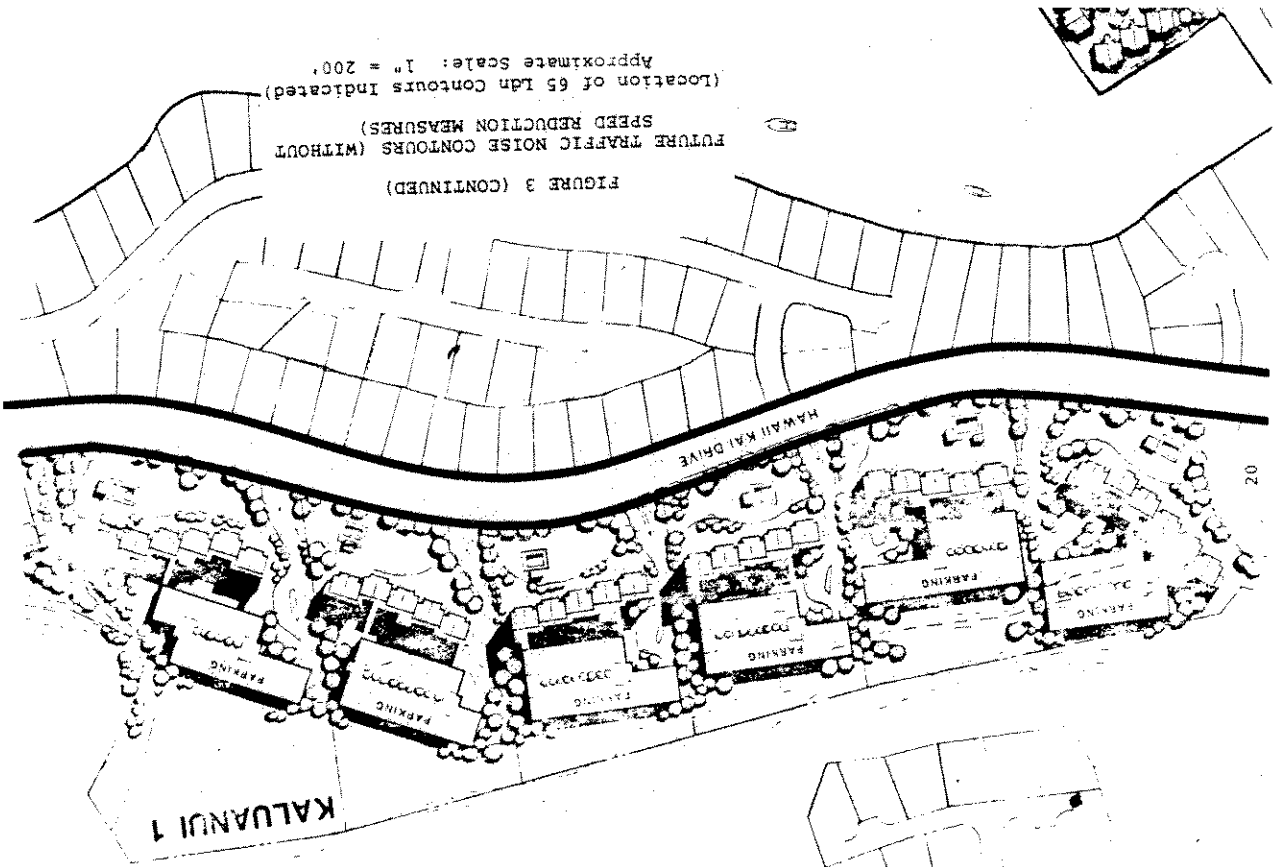 FIGURE 3 (CONTINUED)
FUTURE TRAFFIC NOISE CONTOURS (WITHOUT
SPEED REDUCTION MEASURES)
(Location of 65 Ldn Contours Indicated)
Approximate Scale: 1" = 200'
HAWAII KAI DRIVE
20
PARKING
PARKING
PARKING
PARKING
PARKING
PARKING
KALUANUI 1